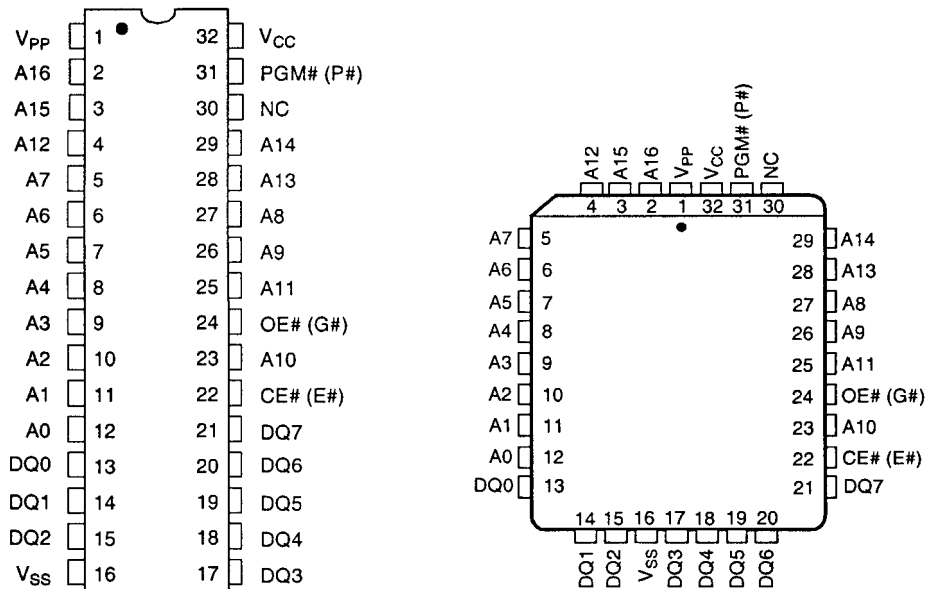 VPP 1 32 VCC
A16 2 31 PGM# (P#)
A15 3 30 NC
A12 4 29 A14
A7 5 28 A13
A6 6 27 A8
A5 7 26 A9
A4 8 25 A11
A3 9 24 OE# (G#)
A2 10 23 A10
A1 11 22 CE# (E#)
A0 12 21 DQ7
DQ0 13 20 DQ6
DQ1 14 19 DQ5
DQ2 15 18 DQ4
VSS 16 17 DQ3
A12 A15 A16 VPP VCC PGM# (P#) NC
4 3 2 1 32 31 30
A7 5 29 A14
A6 6 28 A13
A5 7 27 A8
A4 8 26 A9
A3 9 25 A11
A2 10 24 OE# (G#)
A1 11 23 A10
A0 12 22 CE# (E#)
DQ0 13 21 DQ7
14 15 16 17 18 19 20
DQ1 DQ2 VSS DQ3 DQ4 DQ5 DQ6